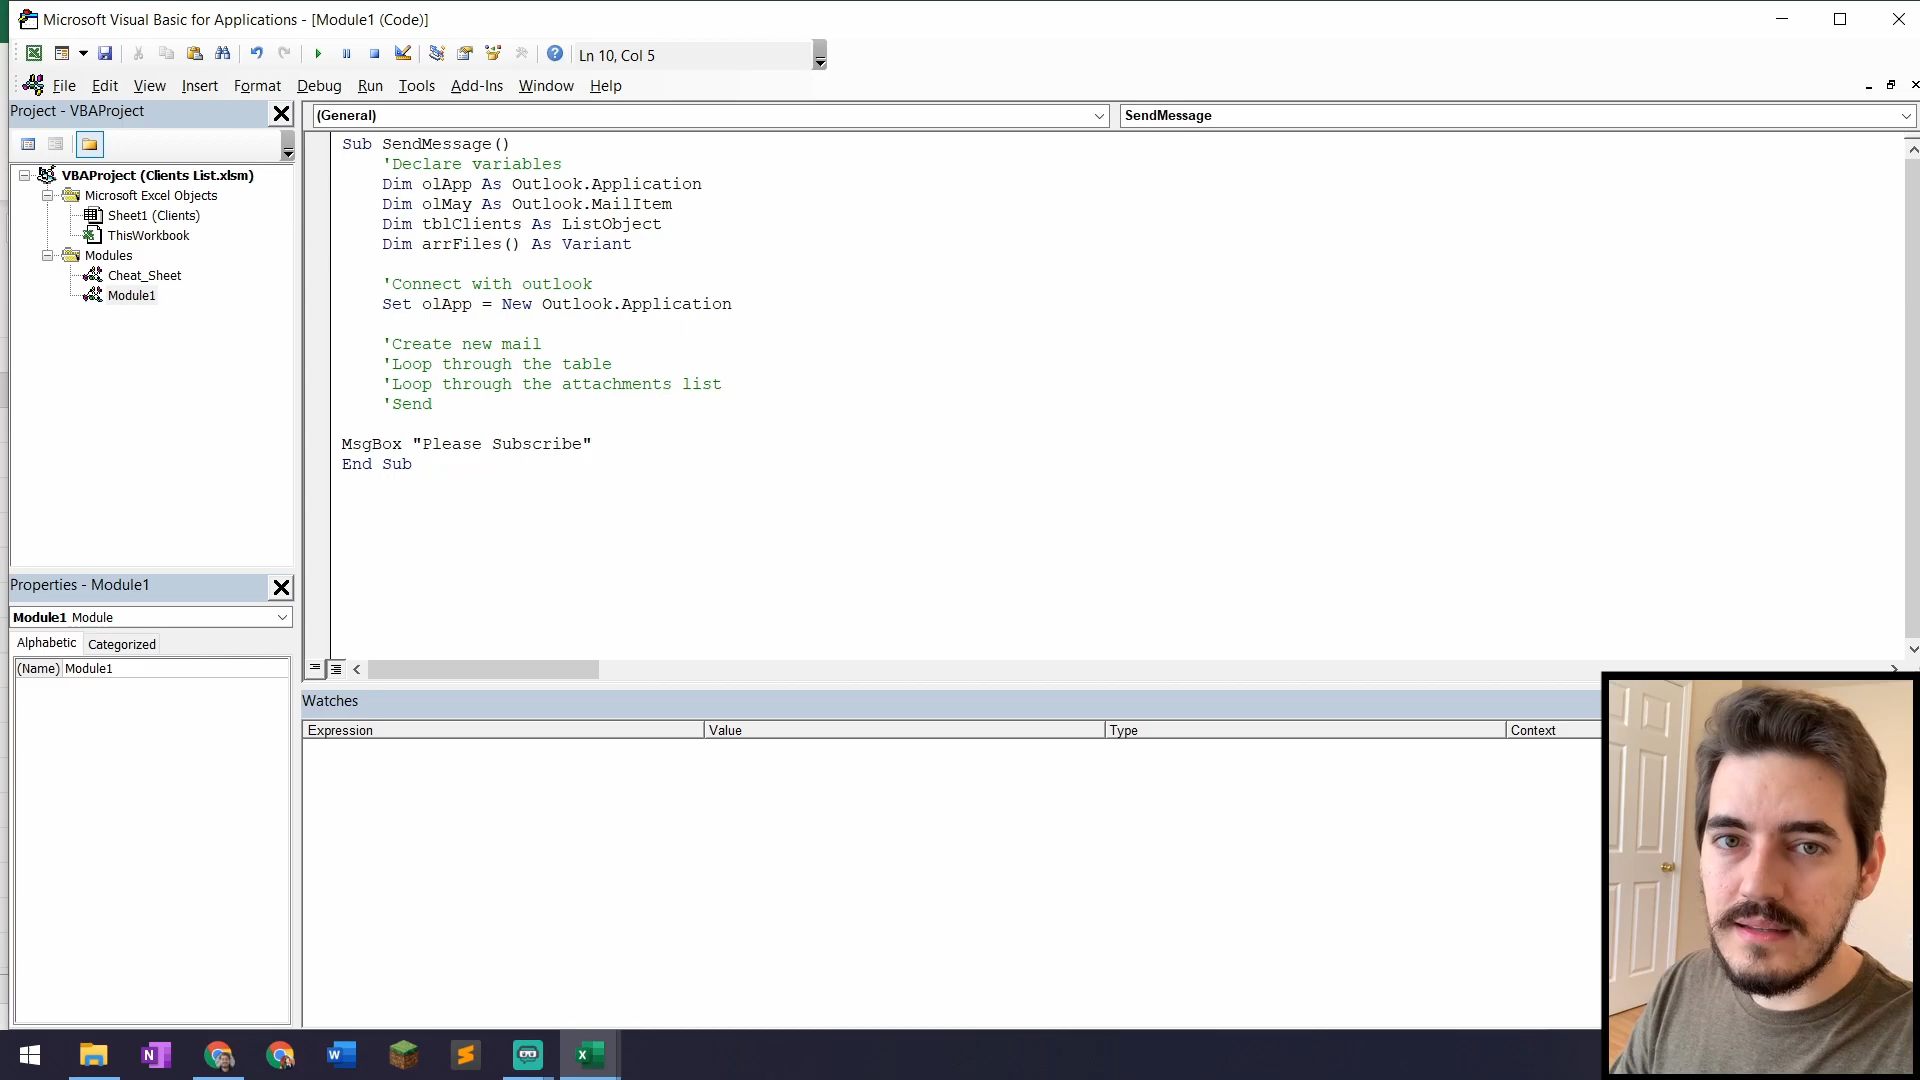 Microsoft Visual Basic for Applications - [Module1 (Code)]
Ln 10, Col 5
File Edit View Insert Format Debug Run Tools Add-Ins Window Help
Project - VBAProject
(General)
SendMessage
VBAProject (Clients List.xlsm)
Microsoft Excel Objects
Sheet1 (Clients)
ThisWorkbook
Modules
Cheat_Sheet
Module1
Sub SendMessage()
'Declare variables
Dim olApp As Outlook.Application
Dim olMay As Outlook.MailItem
Dim tblClients As ListObject
Dim arrFiles() As Variant
'Connect with outlook
Set olApp = New Outlook.Application
'Create new mail
'Loop through the table
'Loop through the attachments list
'Send
MsgBox "Please Subscribe"
End Sub
Properties - Module1
Module1 Module
Alphabetic Categorized
(Name) Module1
Watches
Expression Value Type Context